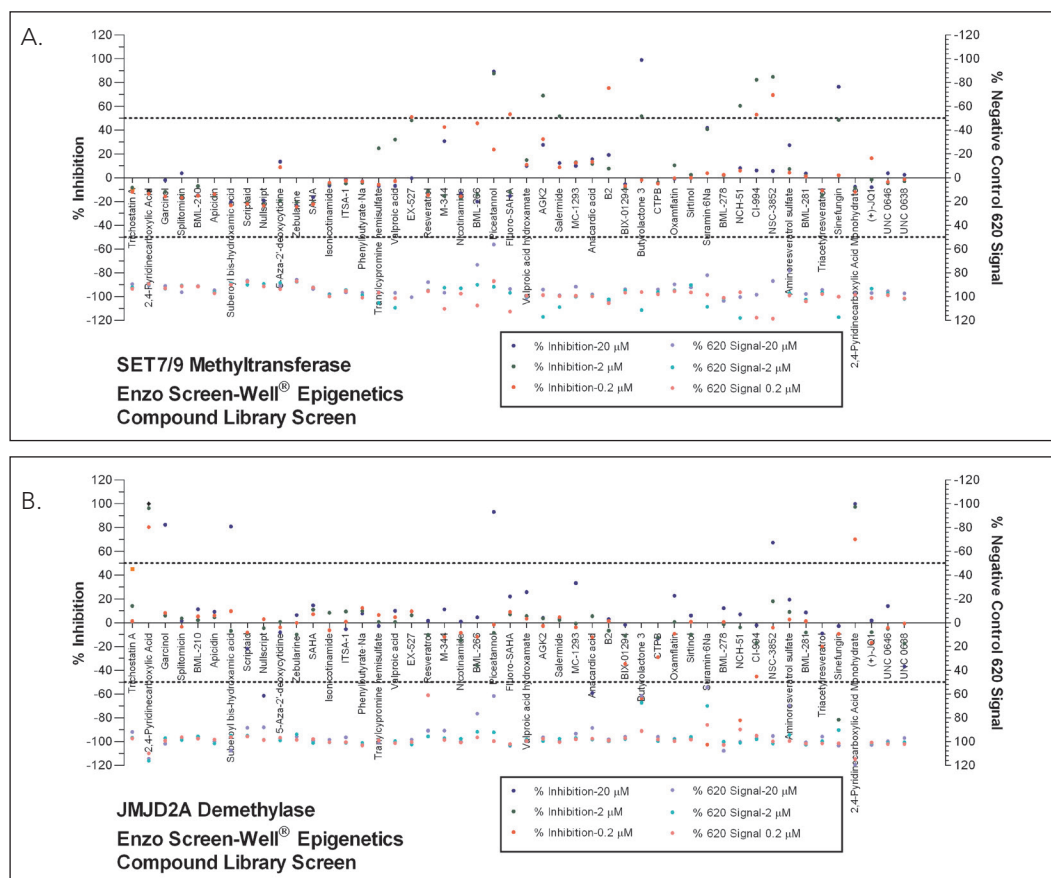 A.
120
100
80
60
40
20
0
-20
-40
-60
-80
-100
-120
% Inhibition
-120
-100
-80
-60
-40
-20
0
20
40
60
80
100
120
% Negative Control 620 Signal
Trichostatin A
2,4-Pyridinecarboxylic Acid
Garcinol
Splitomicin
BML-210
Apicidin
Suberoyl bis-hydroxamic acid
Scriptaid
Nullscript
5-Aza-2'-deoxycytidine
Zebularine
SAHA
Isonicotinamide
ITSA-1
Phenylbutyrate·Na
Tranylcypromine hemisulfate
Valproic acid
EX-527
Resveratrol
M-344
Nicotinamide
BML-266
Piceatannol
Fluoro-SAHA
Valproic acid hydroxamate
AGK2
Salermide
MC-1293
Anacardic acid
B2
BIX-01294
Butyrolactone 3
CTPB
Oxamflatin
Sirtinol
Suramin 6Na
BML-278
NCH-51
CI-994
NSC-3852
Aminoresveratrol sulfate
BML-281
Triacetylresveratrol
Sinefungin
2,4-Pyridinecarboxylic Acid Monohydrate
(+)-JQ1
UNC 0646
UNC 0638
SET7/9 Methyltransferase
Enzo Screen-Well® Epigenetics
Compound Library Screen
% Inhibition-20 µM
% Inhibition-2 µM
% Inhibition-0.2 µM
% 620 Signal-20 µM
% 620 Signal-2 µM
% 620 Signal 0.2 µM
B.
120
100
80
60
40
20
0
-20
-40
-60
-80
-100
-120
% Inhibition
-120
-100
-80
-60
-40
-20
0
20
40
60
80
100
120
% Negative Control 620 Signal
Trichostatin A
2,4-Pyridinecarboxylic Acid
Garcinol
Splitomicin
BML-210
Apicidin
Suberoyl bis-hydroxamic acid
Scriptaid
Nullscript
5-Aza-2'-deoxycytidine
Zebularine
SAHA
Isonicotinamide
ITSA-1
Phenylbutyrate·Na
Tranylcypromine hemisulfate
Valproic acid
EX-527
Resveratrol
M-344
Nicotinamide
BML-266
Piceatannol
Fluoro-SAHA
Valproic acid hydroxamate
AGK2
Salermide
MC-1293
Anacardic acid
B2
BIX-01294
Butyrolactone 3
CTPB
Oxamflatin
Sirtinol
Suramin 6Na
BML-278
NCH-51
CI-994
NSC-3852
Aminoresveratrol sulfate
BML-281
Triacetylresveratrol
Sinefungin
2,4-Pyridinecarboxylic Acid Monohydrate
(+)-JQ1
UNC 0646
UNC 0638
JMJD2A Demethylase
Enzo Screen-Well® Epigenetics
Compound Library Screen
% Inhibition-20 µM
% Inhibition-2 µM
% Inhibition-0.2 µM
% 620 Signal-20 µM
% 620 Signal-2 µM
% 620 Signal 0.2 µM